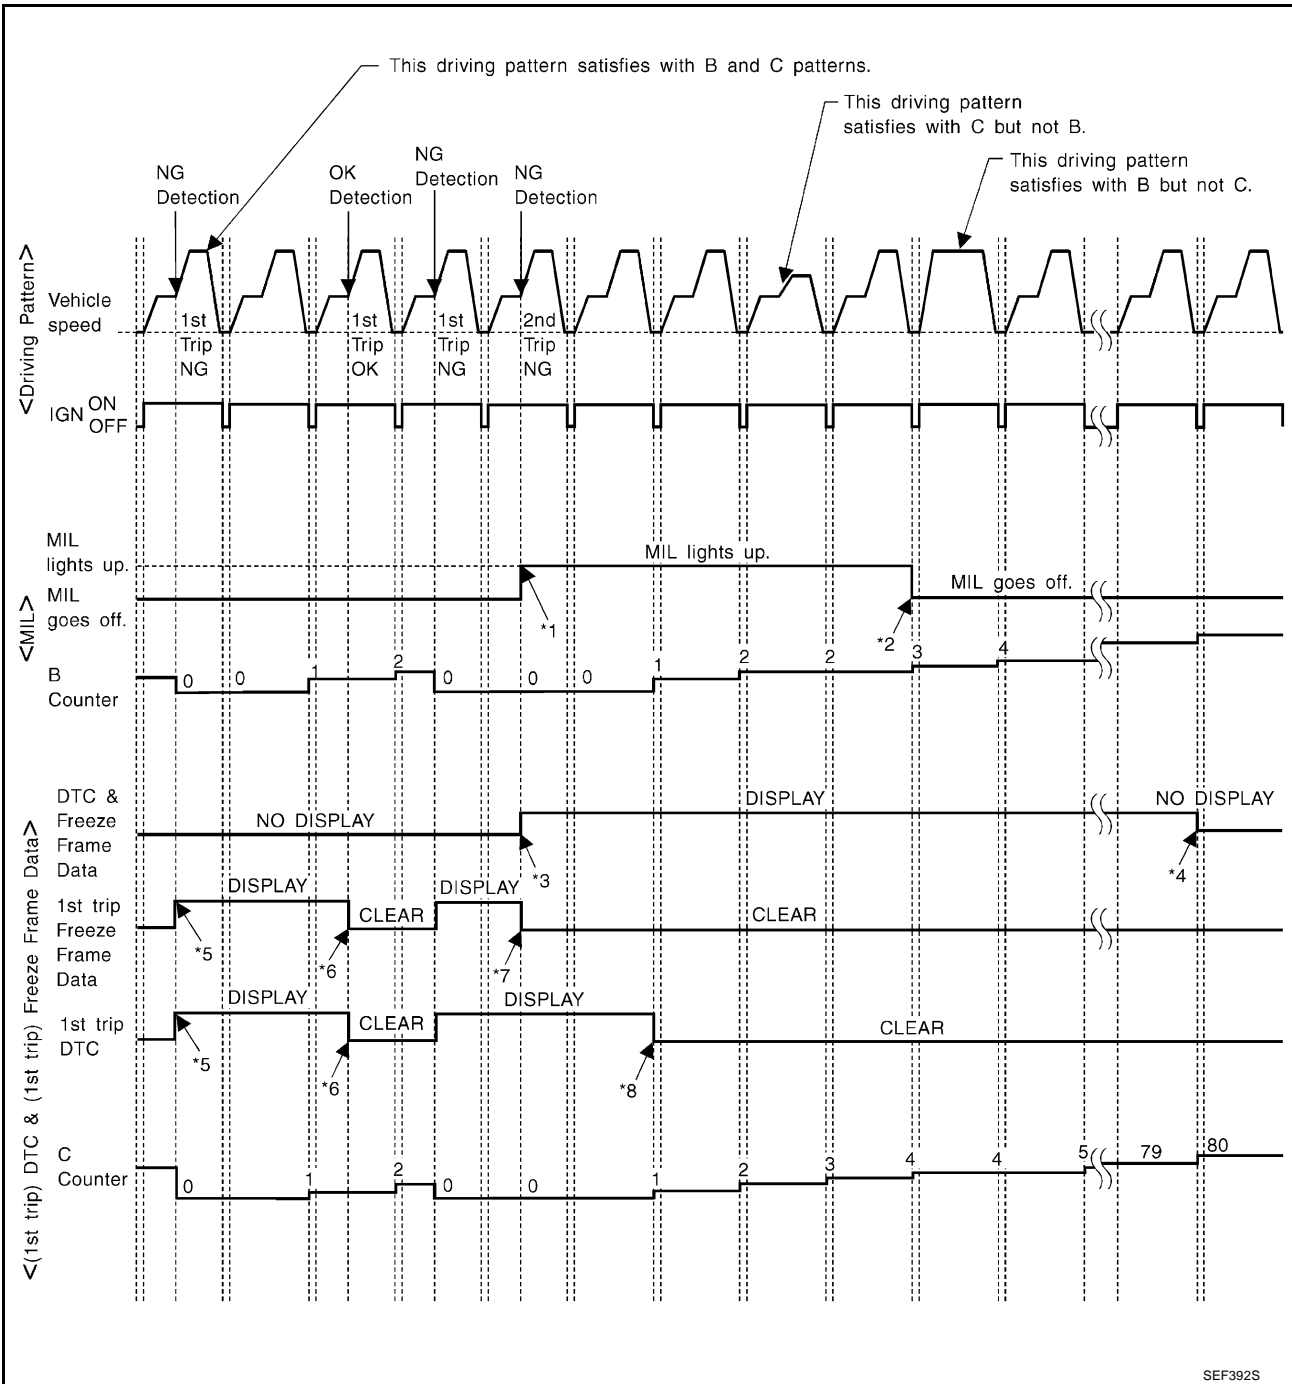 This driving pattern satisfies with B and C patterns.
This driving pattern
satisfies with C but not B.
This driving pattern
satisfies with B but not C.
NG
Detection
OK
Detection
NG
Detection
NG
Detection
<Driving Pattern>
Vehicle
speed
1st
Trip
NG
1st
Trip
OK
1st
Trip
NG
2nd
Trip
NG
IGN ON
OFF
<MIL>
MIL
lights up.
MIL lights up.
MIL
goes off.
MIL goes off.
*1
*2
B
Counter
0 0 1 2 0 0 0 1 2 2 3 4
<(1st trip) DTC & (1st trip) Freeze Frame Data>
DTC &
Freeze
Frame
Data
NO DISPLAY
DISPLAY
NO DISPLAY
*3
*4
1st trip
Freeze
Frame
Data
DISPLAY
CLEAR
DISPLAY
CLEAR
*5
*6
*7
1st trip
DTC
DISPLAY
CLEAR
DISPLAY
CLEAR
*5
*6
*8
C
Counter
0 1 2 0 0 1 2 3 4 4 5 79 80
SEF392S